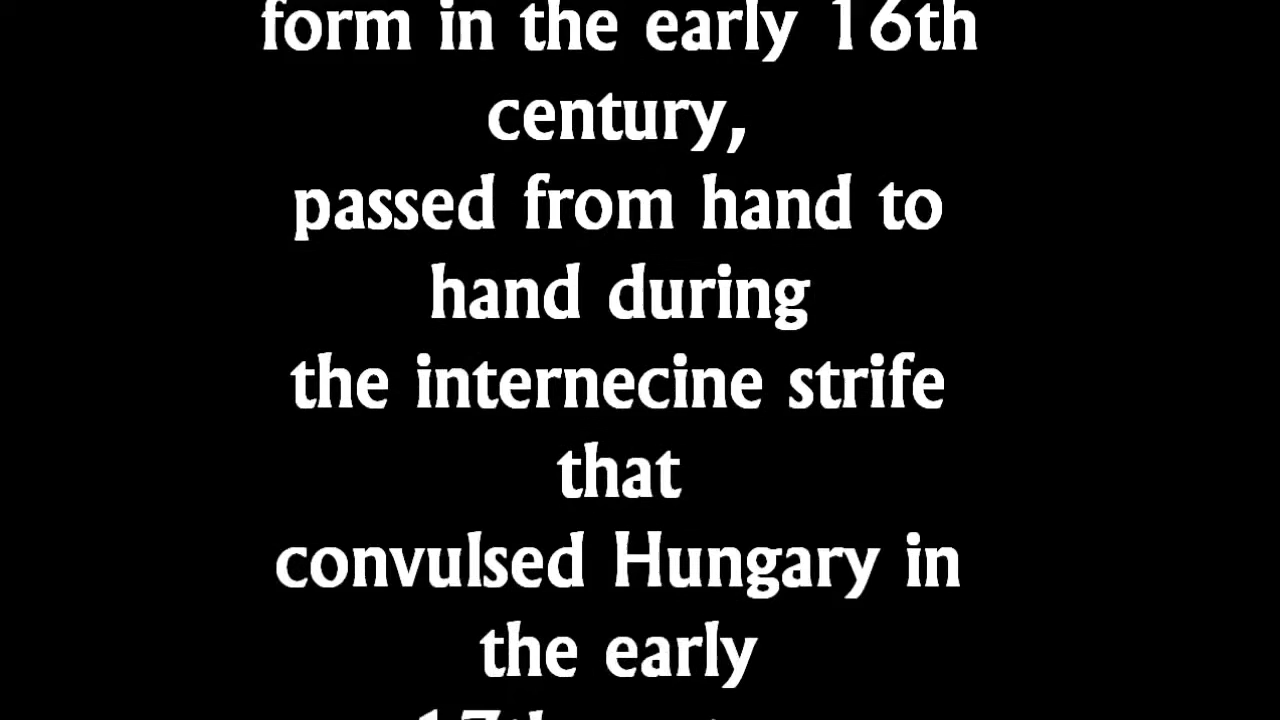 form in the early 16th
century,
passed from hand to
hand during
the internecine strife
that
convulsed Hungary in
the early